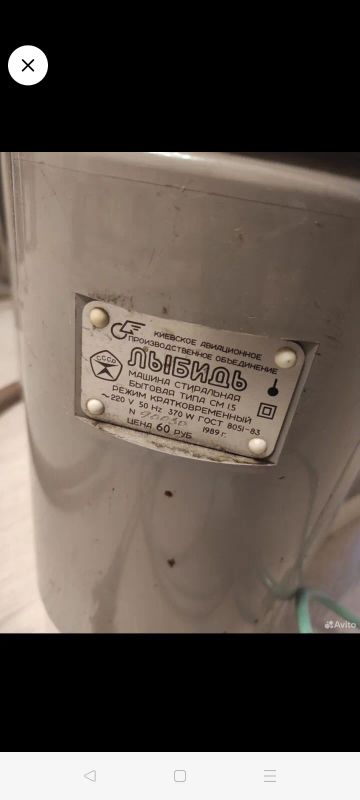 КИЕВСКОЕ АВИАЦИОННОЕ
ПРОИЗВОДСТВЕННОЕ ОБЪЕДИНЕНИЕ
СССР
ЛЫБИДЬ
МАШИНА СТИРАЛЬНАЯ
БЫТОВАЯ ТИПА СМ 1.5
РЕЖИМ КРАТКОВРЕМЕННЫЙ
~220 V 50 Hz 370 W ГОСТ 8051-83
N
1989 г.
ЦЕНА 60 РУБ.
Avito